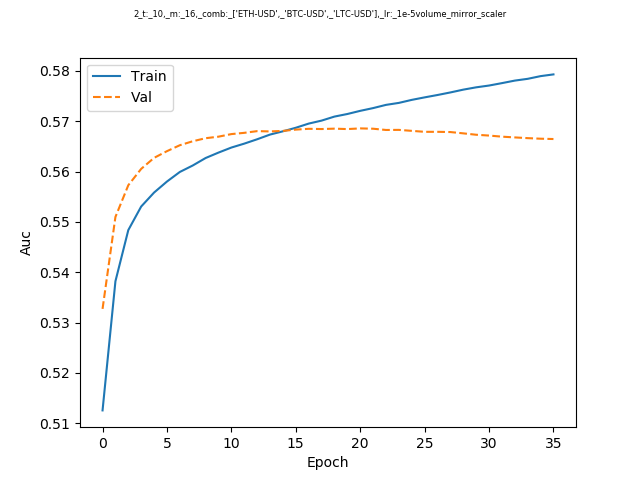 2_t:_10,_m:_16,_comb:_['ETH-USD',_'BTC-USD',_'LTC-USD'],_lr:_1e-5volume_mirror_scaler
Train
Val
0.58
0.57
0.56
0.55
0.54
0.53
0.52
0.51
Auc
0 5 10 15 20 25 30 35
Epoch